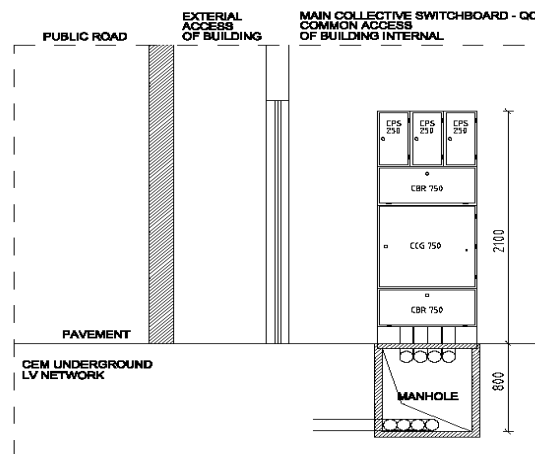 PUBLIC ROAD
EXTERIAL
ACCESS
OF BUILDING
MAIN COLLECTIVE SWITCHBOARD - QC
COMMON ACCESS
OF BUILDING INTERNAL
CPS
250
CPS
250
CPS
250
CBR 750
CCG 750
CBR 750
2100
PAVEMENT
CEM UNDERGROUND
LV NETWORK
MANHOLE
800